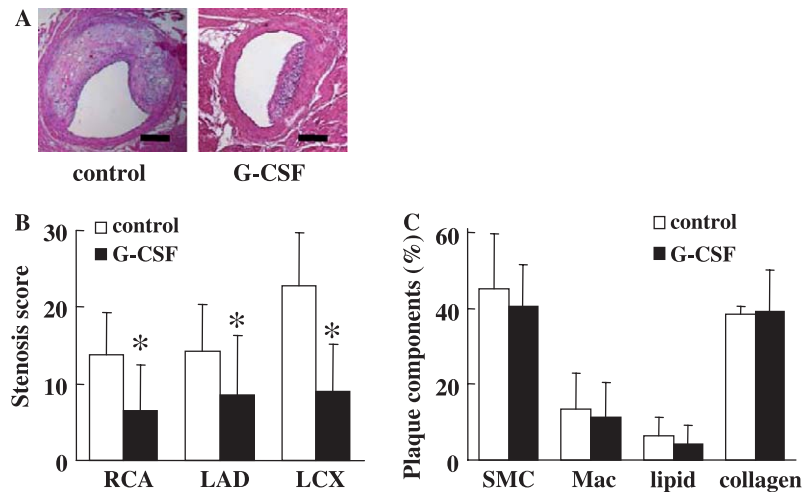 A
control
G-CSF
B
control
G-CSF
Stenosis score
30
20
10
0
*
*
*
RCA
LAD
LCX
C
control
G-CSF
Plaque components (%)
60
40
20
0
SMC
Mac
lipid
collagen